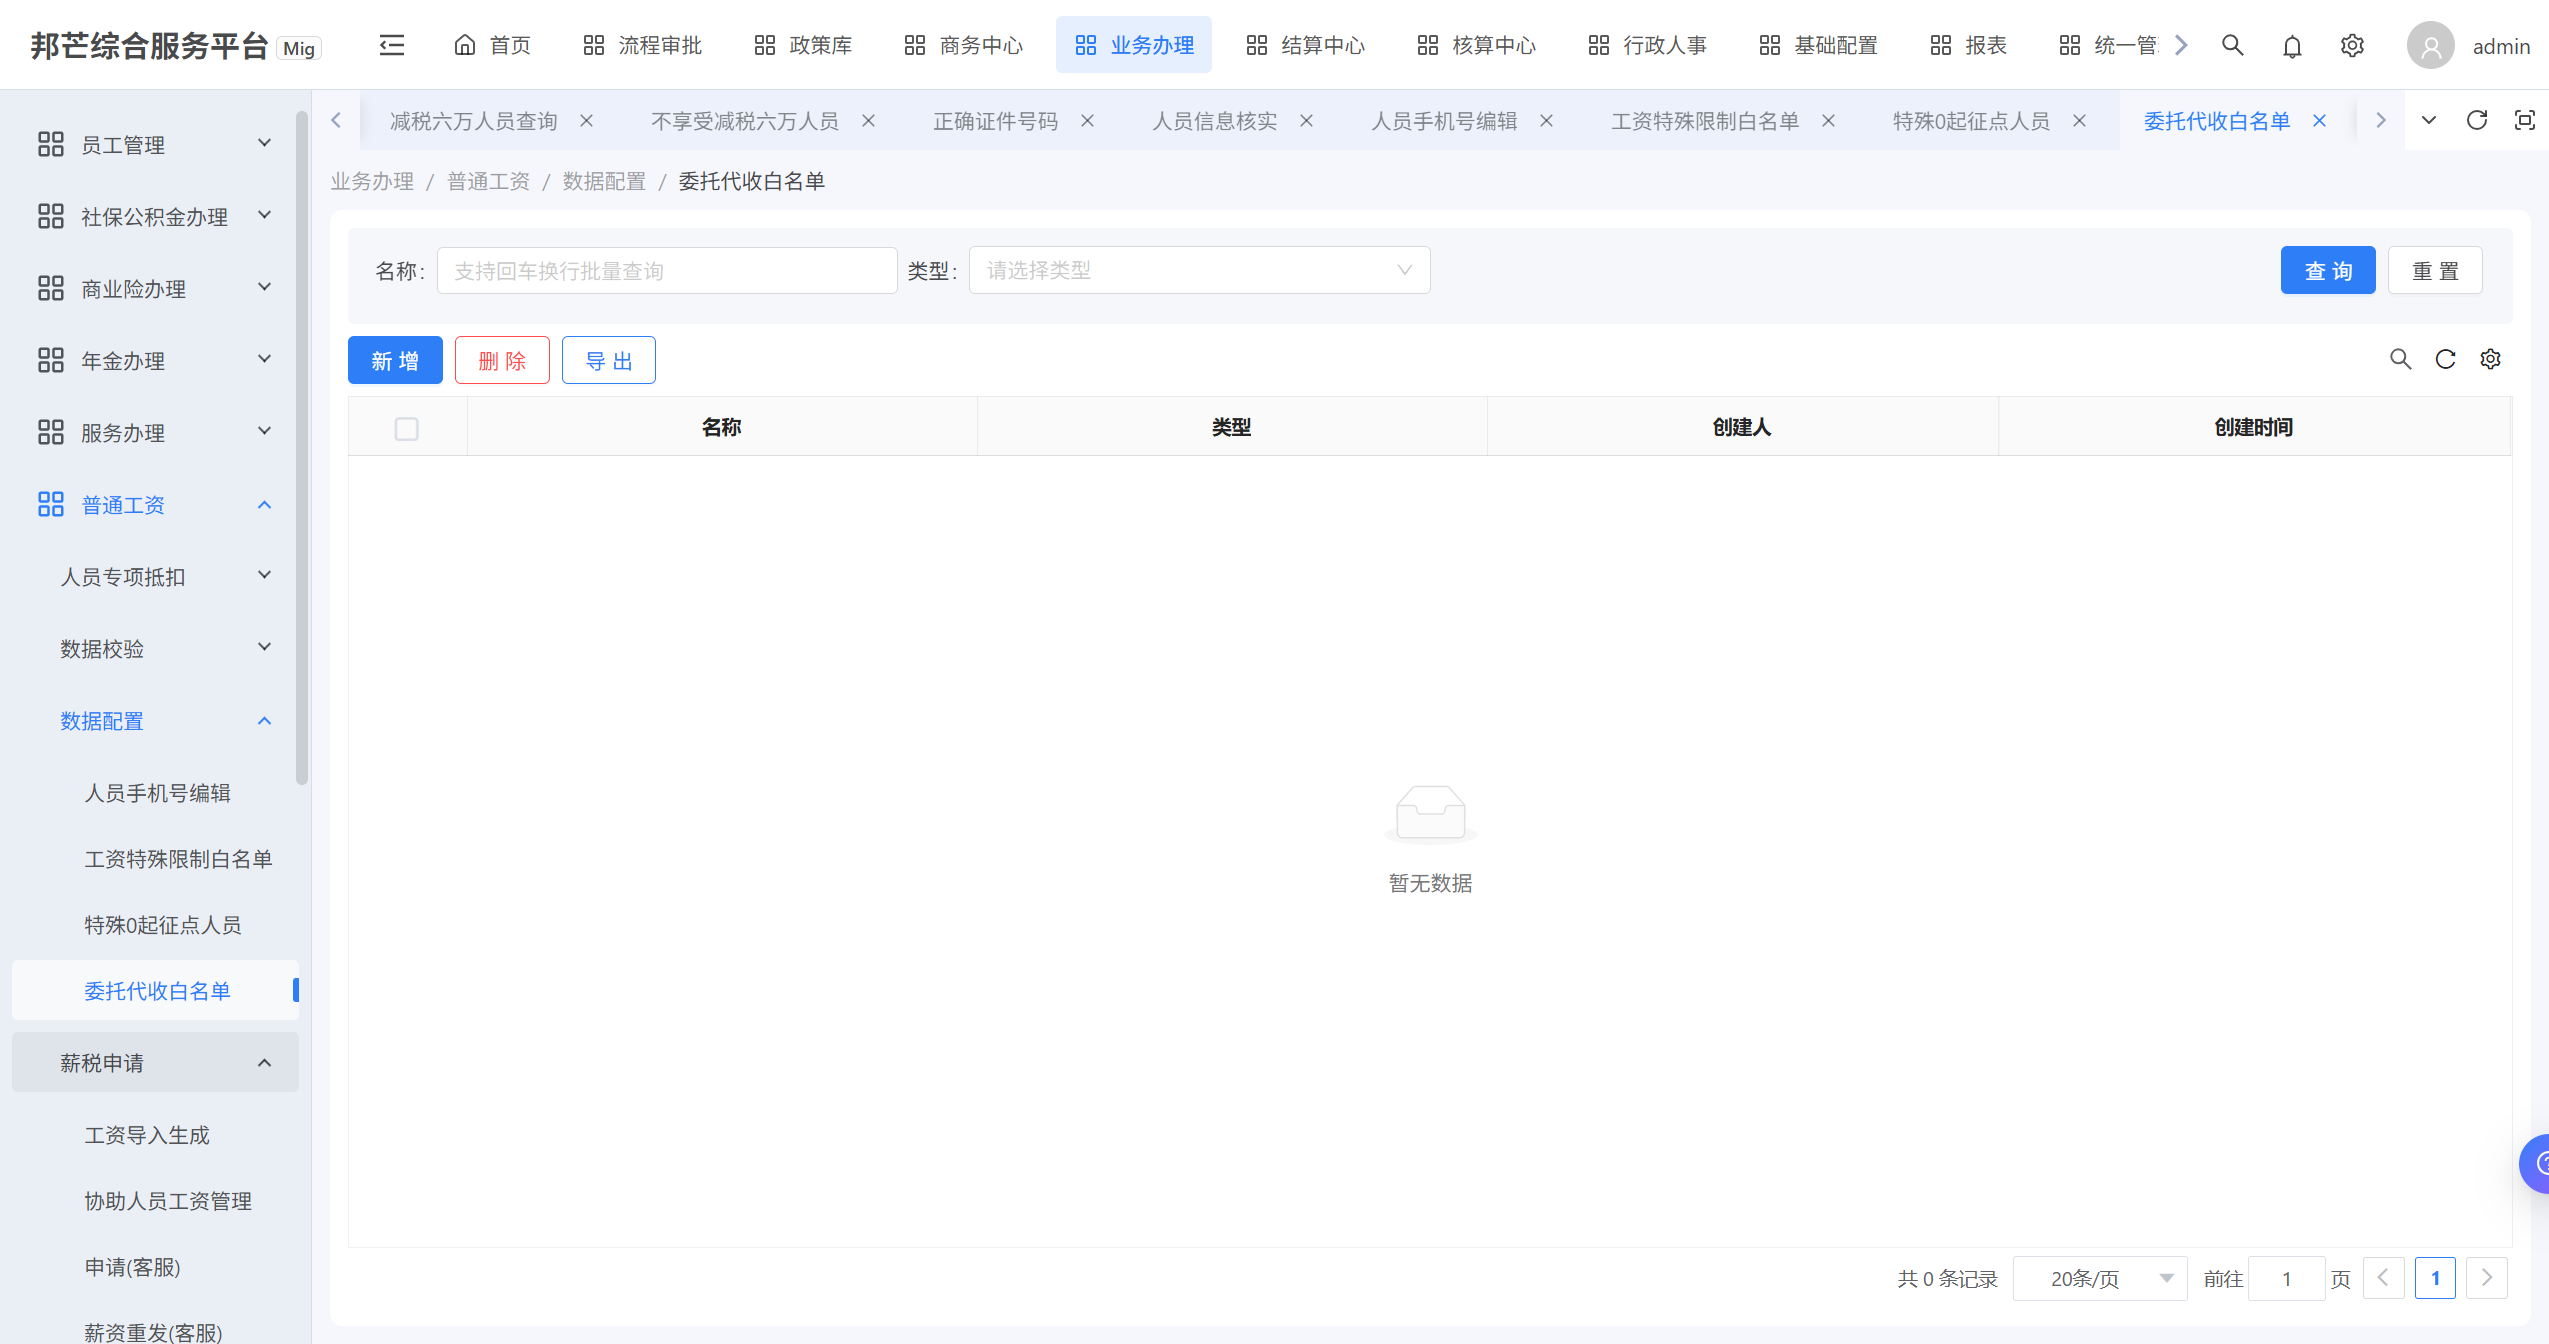 邦芒综合服务平台 Mig
首页 流程审批 政策库 商务中心 业务办理 结算中心 核算中心 行政人事 基础配置 报表 统一管
admin
减税六万人员查询 不享受减税六万人员 正确证件号码 人员信息核实 人员手机号编辑 工资特殊限制白名单 特殊0起征点人员 委托代收白名单
业务办理 / 普通工资 / 数据配置 / 委托代收白名单
员工管理
社保公积金办理
商业险办理
年金办理
服务办理
普通工资
人员专项抵扣
数据校验
数据配置
人员手机号编辑
工资特殊限制白名单
特殊0起征点人员
委托代收白名单
薪税申请
工资导入生成
协助人员工资管理
申请(客服)
薪资重发(客服)
名称: 支持回车换行批量查询 类型: 请选择类型 查 询 重 置
新 增 删 除 导 出
名称 类型 创建人 创建时间
暂无数据
共 0 条记录 20条/页 前往 1 页 1